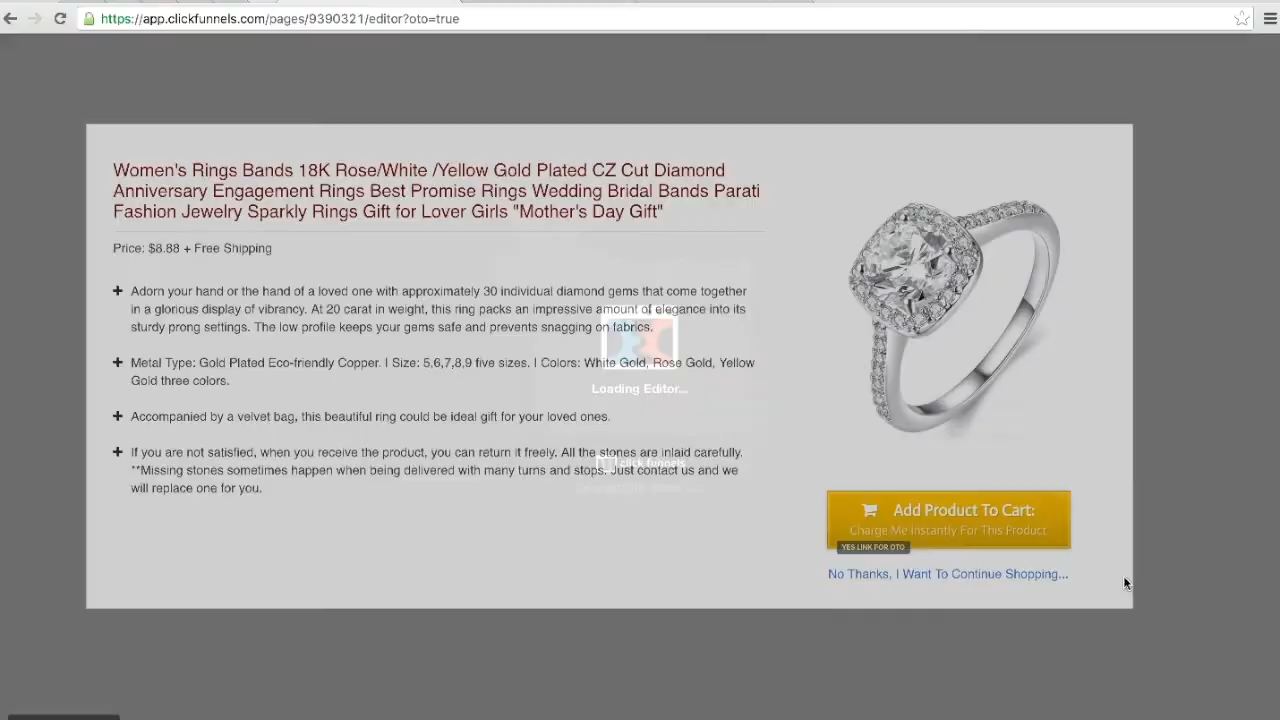 https://app.clickfunnels.com/pages/9390321/editor?oto=true
Women's Rings Bands 18K Rose/White /Yellow Gold Plated CZ Cut Diamond
Anniversary Engagement Rings Best Promise Rings Wedding Bridal Bands Parati
Fashion Jewelry Sparkly Rings Gift for Lover Girls "Mother's Day Gift"
Price: $8.88 + Free Shipping
Adorn your hand or the hand of a loved one with approximately 30 individual diamond gems that come together
in a glorious display of vibrancy. At 20 carat in weight, this ring packs an impressive amount of elegance into its
sturdy prong settings. The low profile keeps your gems safe and prevents snagging on fabrics.
Metal Type: Gold Plated Eco-friendly Copper. I Size: 5,6,7,8,9 five sizes. I Colors: White Gold, Rose Gold, Yellow
Gold three colors.
Loading Editor...
Accompanied by a velvet bag, this beautiful ring could be ideal gift for your loved ones.
If you are not satisfied, when you receive the product, you can return it freely. All the stones are inlaid carefully.
**Missing stones sometimes happen when being delivered with many turns and stops. Just contact us and we
will replace one for you.
click funnels
Add Product To Cart:
Charge Me Instantly For This Product
YES LINK FOR OTO
No Thanks, I Want To Continue Shopping...